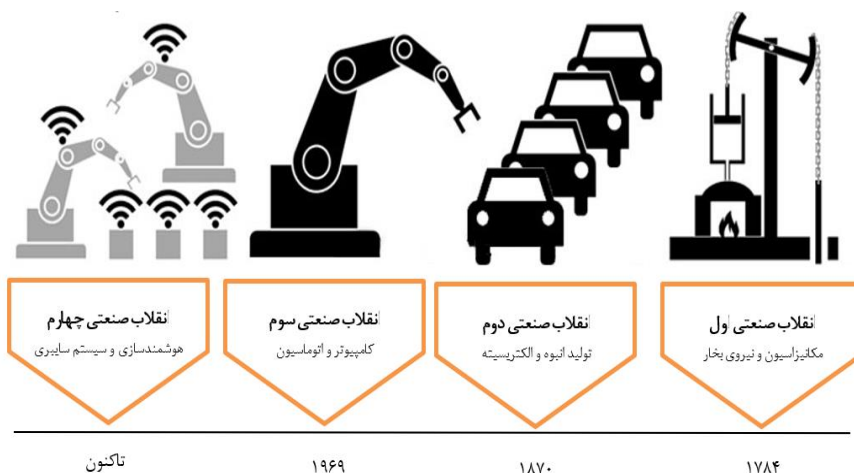 انقلاب صنعتی اول
مکانیزاسیون و نیروی بخار
انقلاب صنعتی دوم
تولید انبوه و الکتریسیته
انقلاب صنعتی سوم
کامپیوتر و اتوماسیون
انقلاب صنعتی چهارم
هوشمندسازی و سیستم سایبری
۱۷۸۴
۱۸۷۰
۱۹۶۹
تاکنون